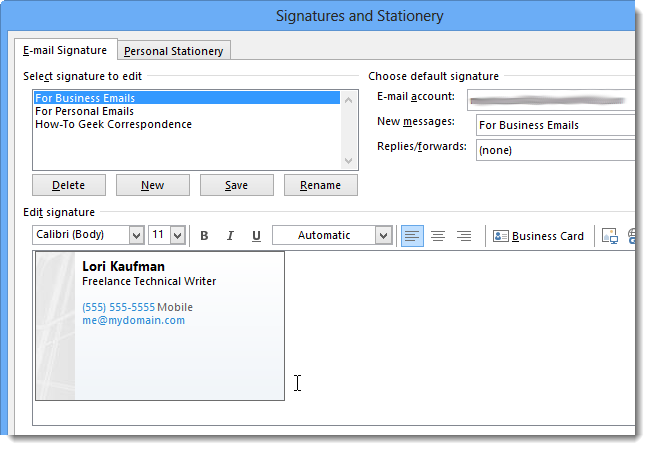 Signatures and Stationery
E-mail Signature Personal Stationery
Select signature to edit
For Business Emails
For Personal Emails
How-To Geek Correspondence
Delete New Save Rename
Choose default signature
E-mail account:
New messages: For Business Emails
Replies/forwards: (none)
Edit signature
Calibri (Body) 11 B I U Automatic Business Card
Lori Kaufman
Freelance Technical Writer
(555) 555-5555 Mobile
me@mydomain.com